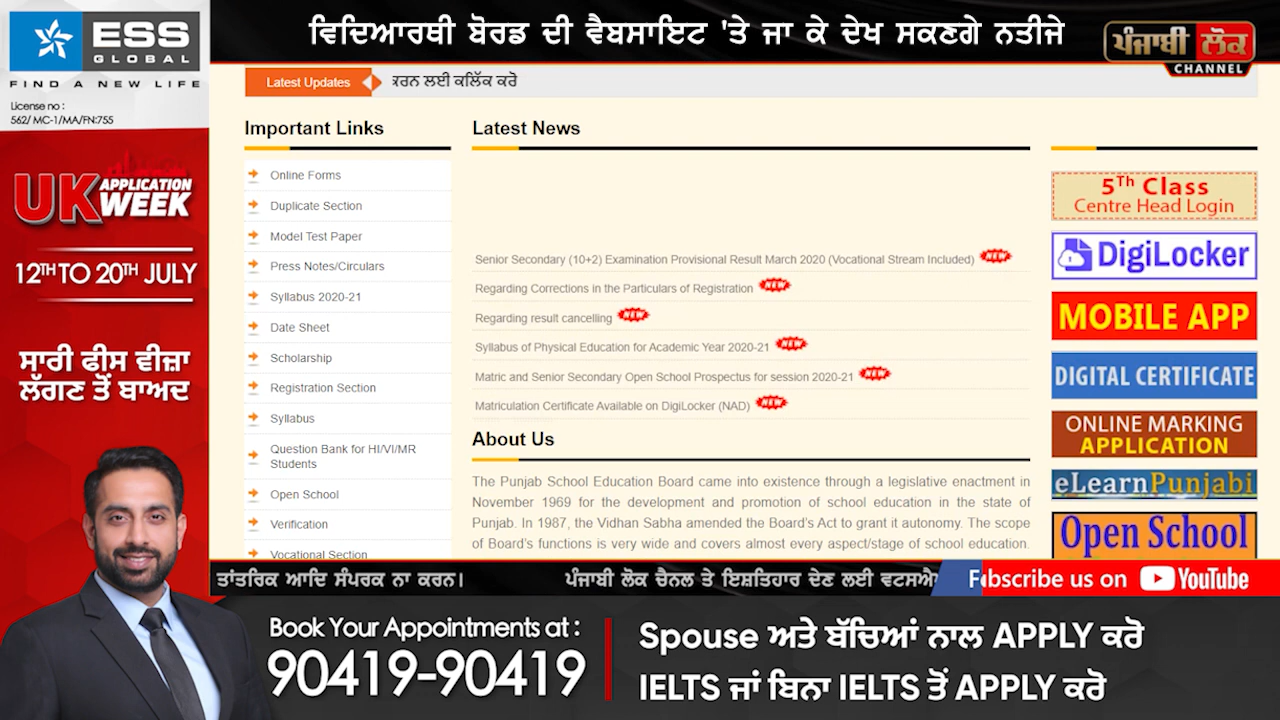 ESS
GLOBAL
FIND A NEW LIFE
License no :
562/ MC-1/MA/FN:755
ਵਿਦਿਆਰਥੀ ਬੋਰਡ ਦੀ ਵੈਬਸਾਇਟ 'ਤੇ ਜਾ ਕੇ ਦੇਖ ਸਕਣਗੇ ਨਤੀਜੇ
ਪੰਜਾਬੀ ਲੋਕ
CHANNEL
Latest Updates
ਕਰਨ ਲਈ ਕਲਿੱਕ ਕਰੋ
UK APPLICATION WEEK
12TH TO 20TH JULY
ਸਾਰੀ ਫੀਸ ਵੀਜ਼ਾ
ਲੱਗਣ ਤੋਂ ਬਾਅਦ
Important Links
Online Forms
Duplicate Section
Model Test Paper
Press Notes/Circulars
Syllabus 2020-21
Date Sheet
Scholarship
Registration Section
Syllabus
Question Bank for HI/VI/MR
Students
Open School
Verification
Vocational Section
Latest News
Senior Secondary (10+2) Examination Provisional Result March 2020 (Vocational Stream Included) NEW
Regarding Corrections in the Particulars of Registration NEW
Regarding result cancelling NEW
Syllabus of Physical Education for Academic Year 2020-21 NEW
Matric and Senior Secondary Open School Prospectus for session 2020-21 NEW
Matriculation Certificate Available on DigiLocker (NAD) NEW
About Us
The Punjab School Education Board came into existence through a legislative enactment in
November 1969 for the development and promotion of school education in the state of
Punjab. In 1987, the Vidhan Sabha amended the Board's Act to grant it autonomy. The scope
of Board's functions is very wide and covers almost every aspect/stage of school education.
5Th Class
Centre Head Login
DigiLocker
MOBILE APP
DIGITAL CERTIFICATE
ONLINE MARKING
APPLICATION
eLearnPunjabi
Open School
ਤਾਂਤਰਿਕ ਆਦਿ ਸੰਪਰਕ ਨਾ ਕਰਨ। ਪੰਜਾਬੀ ਲੋਕ ਚੈਨਲ ਤੇ ਇਸ਼ਤਿਹਾਰ ਦੇਣ ਲਈ
bscribe us on YouTube
Book Your Appointments at :
90419-90419
Spouse ਅਤੇ ਬੱਚਿਆਂ ਨਾਲ APPLY ਕਰੋ
IELTS ਜਾਂ ਬਿਨਾ IELTS ਤੋਂ APPLY ਕਰੋ